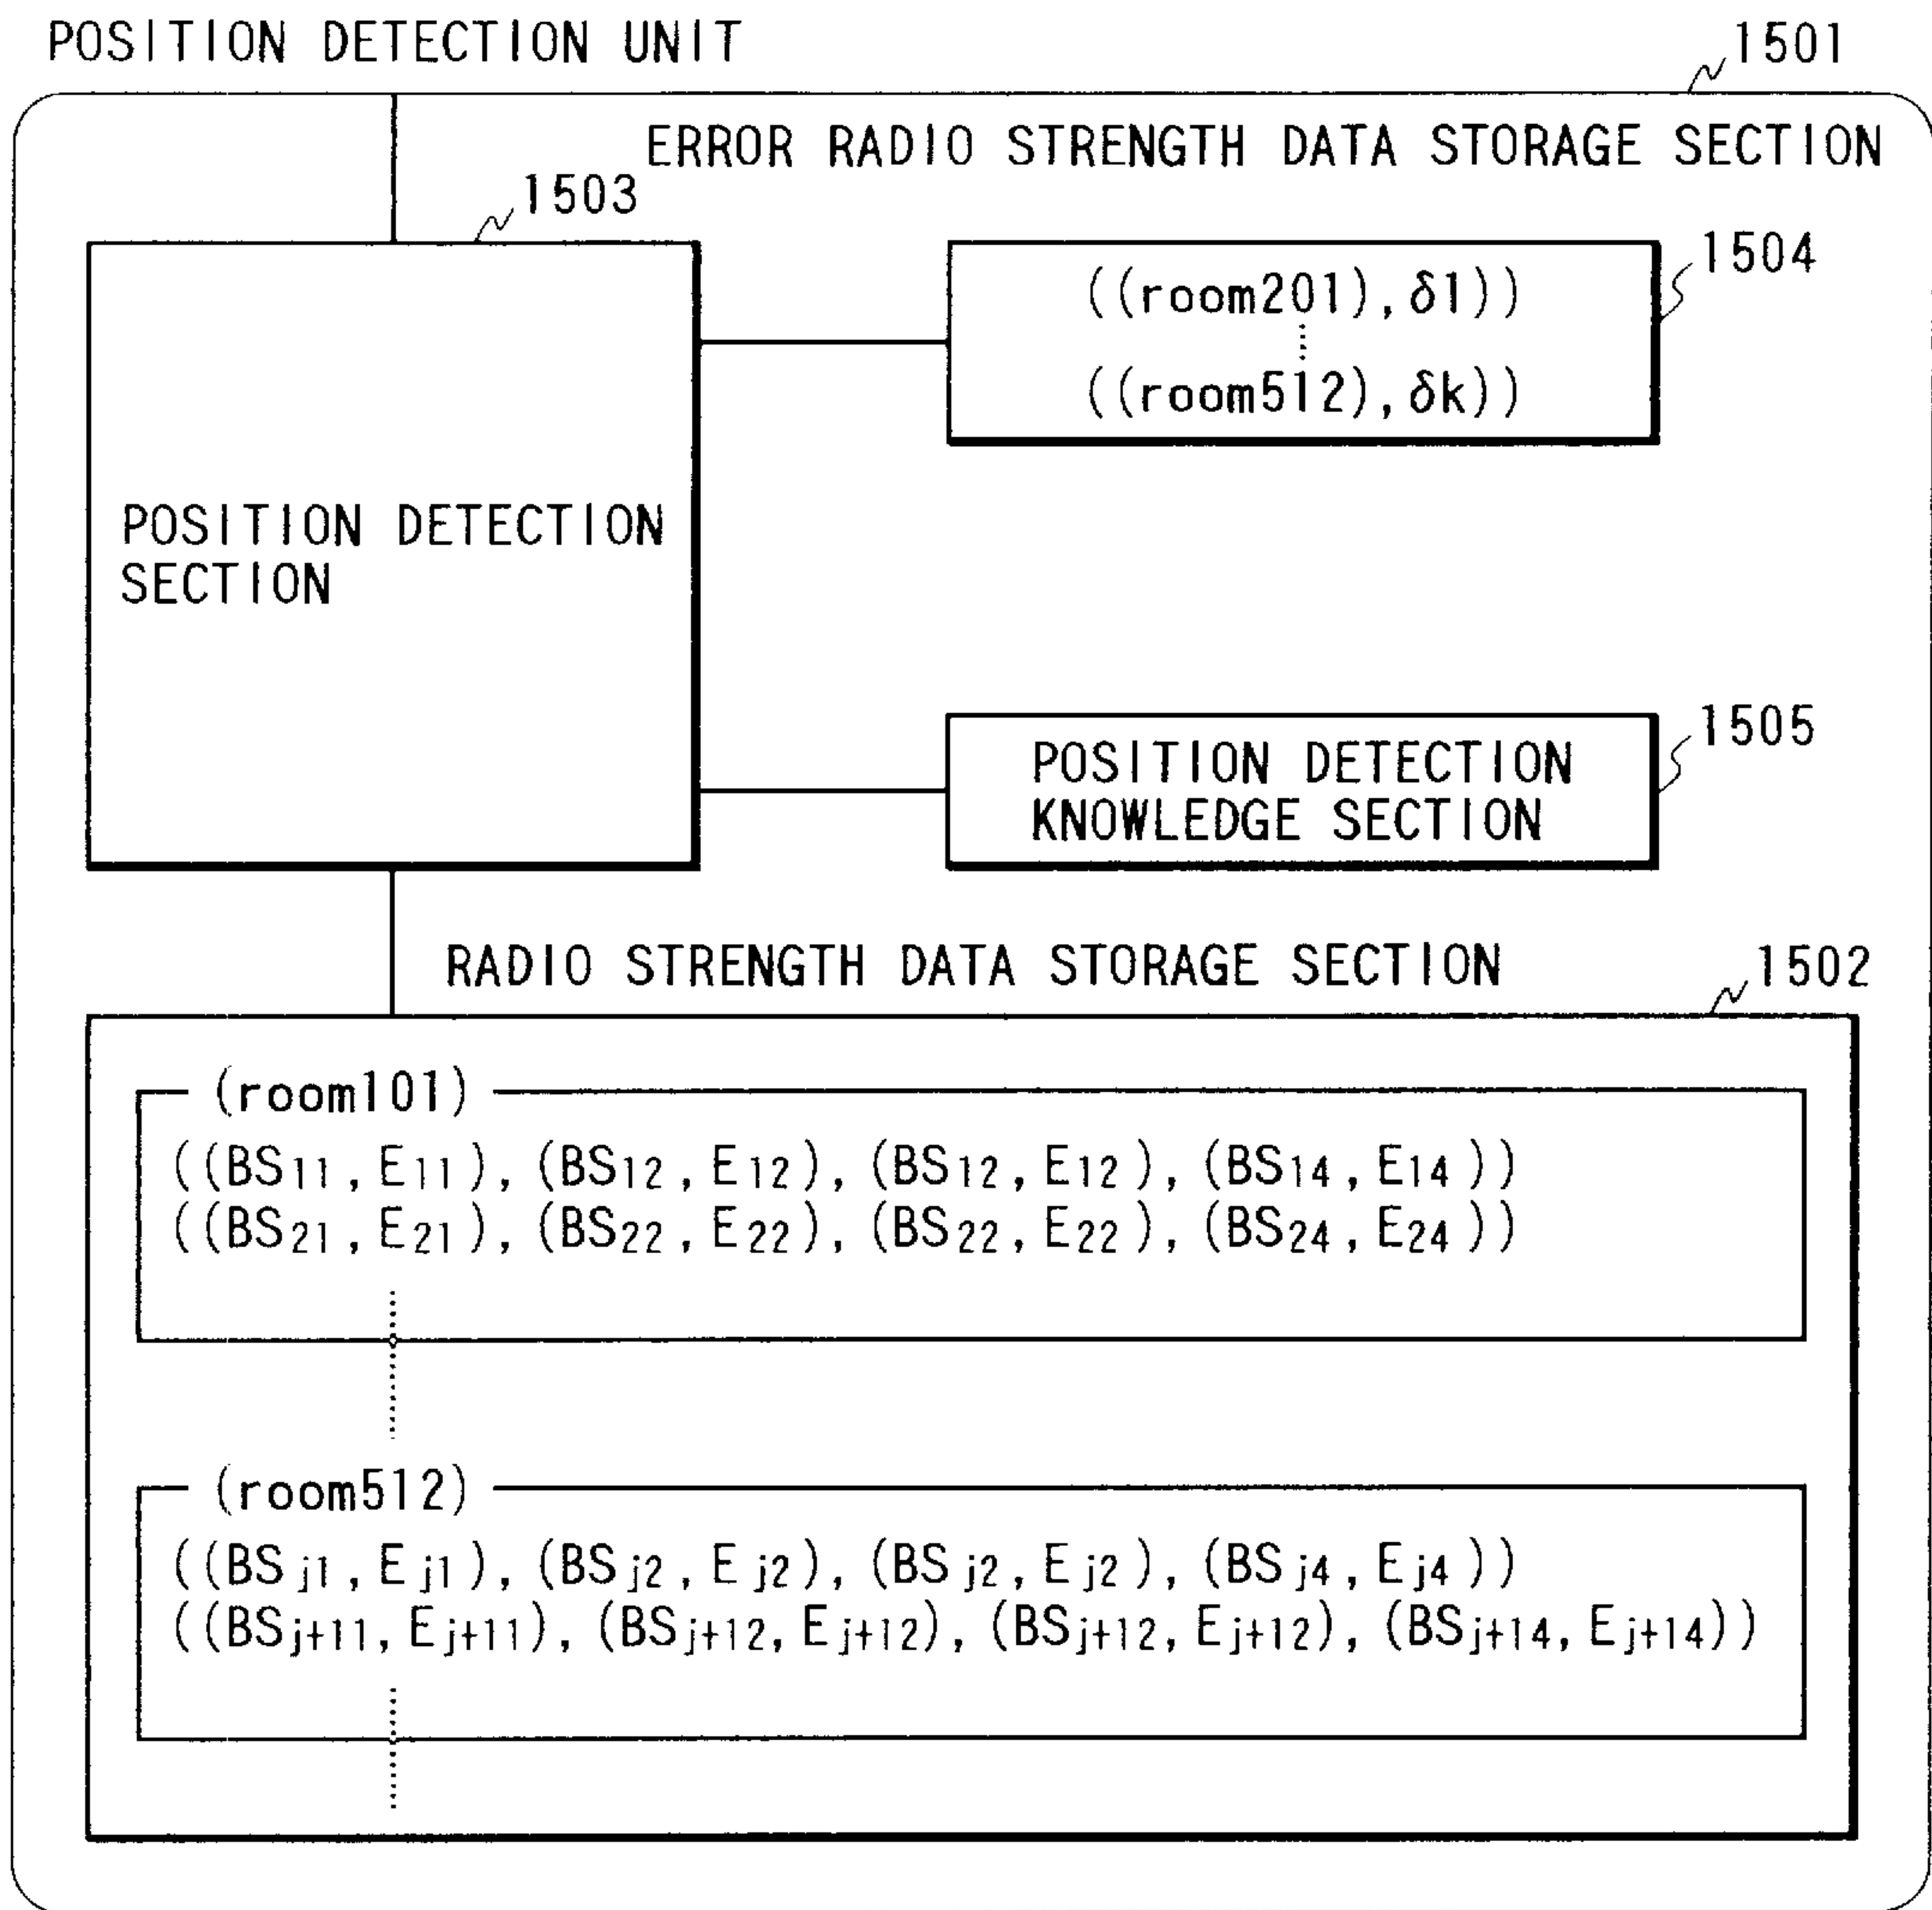 POSITION DETECTION UNIT
1501
ERROR RADIO STRENGTH DATA STORAGE SECTION
1503
1504
((room201), δ1))
((room512), δk))
POSITION DETECTION
SECTION
1505
POSITION DETECTION
KNOWLEDGE SECTION
RADIO STRENGTH DATA STORAGE SECTION
1502
(room101)
((BS11, E11), (BS12, E12), (BS12, E12), (BS14, E14))
((BS21, E21), (BS22, E22), (BS22, E22), (BS24, E24))
(room512)
((BSj1, Ej1), (BSj2, Ej2), (BSj2, Ej2), (BSj4, Ej4))
((BSj+11, Ej+11), (BSj+12, Ej+12), (BSj+12, Ej+12), (BSj+14, Ej+14))